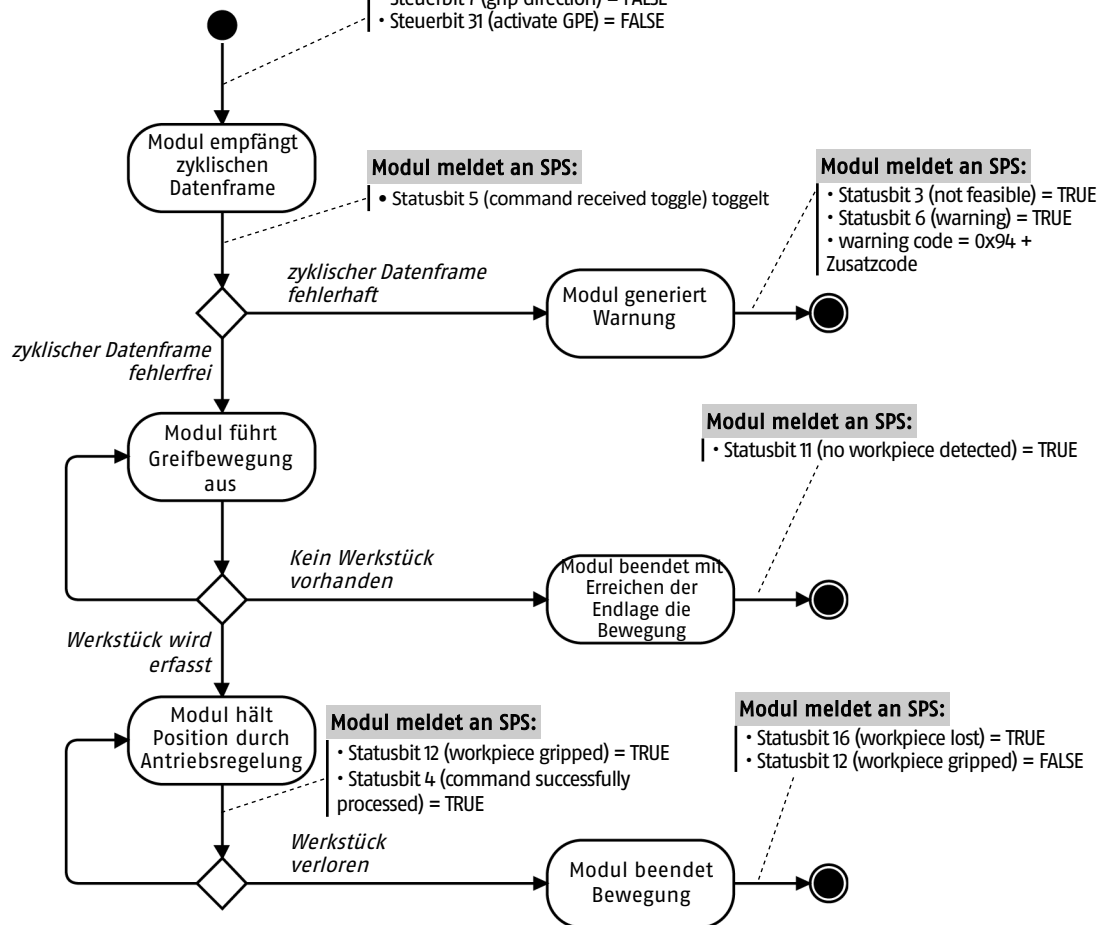 • Steuerbit 7 (grip direction) = FALSE
• Steuerbit 31 (activate GPE) = FALSE
Modul empfängt
zyklischen
Datenframe
Modul meldet an SPS:
• Statusbit 5 (command received toggle) toggelt
Modul meldet an SPS:
• Statusbit 3 (not feasible) = TRUE
• Statusbit 6 (warning) = TRUE
• warning code = 0x94 +
Zusatzcode
zyklischer Datenframe
fehlerhaft
Modul generiert
Warnung
zyklischer Datenframe
fehlerfrei
Modul führt
Greifbewegung
aus
Modul meldet an SPS:
• Statusbit 11 (no workpiece detected) = TRUE
Kein Werkstück
vorhanden
Modul beendet mit
Erreichen der
Endlage die
Bewegung
Werkstück wird
erfasst
Modul hält
Position durch
Antriebsregelung
Modul meldet an SPS:
• Statusbit 12 (workpiece gripped) = TRUE
• Statusbit 4 (command successfully
processed) = TRUE
Modul meldet an SPS:
• Statusbit 16 (workpiece lost) = TRUE
• Statusbit 12 (workpiece gripped) = FALSE
Werkstück
verloren
Modul beendet
Bewegung